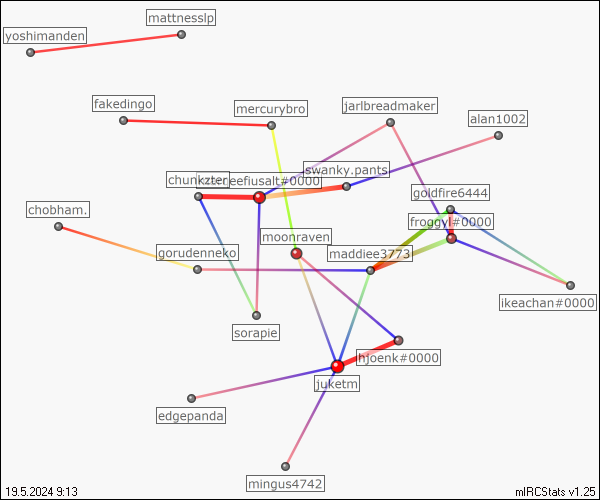 mattnesslp
yoshimanden
fakedingo
mercurybro
jarlbreadmaker
alan1002
swanky.pants
chunkzter
reefiusalt#0000
goldfire6444
chobham.
froggyl#0000
moonraven
gorudenneko
maddiee3773
ikeachan#0000
sorapie
hjoenk#0000
juketm
edgepanda
mingus4742
19.5.2024 9:13
mIRCStats v1.25